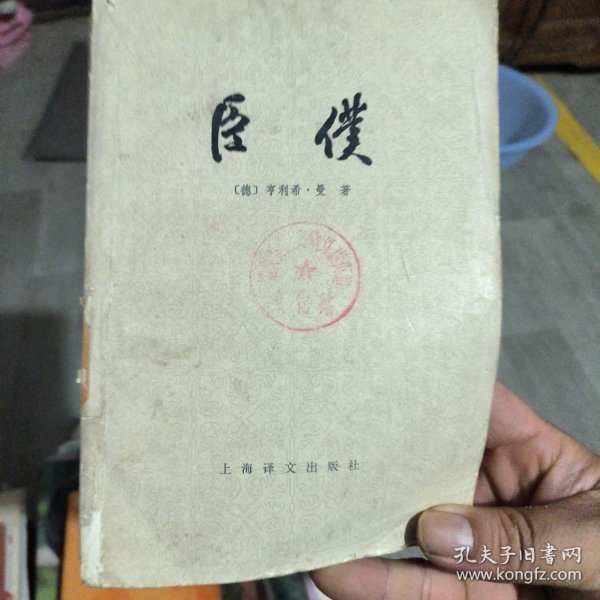 臣僕
〔德〕亨利希·曼 著
上海译文出版社
孔夫子旧书网
www.kongfz.com